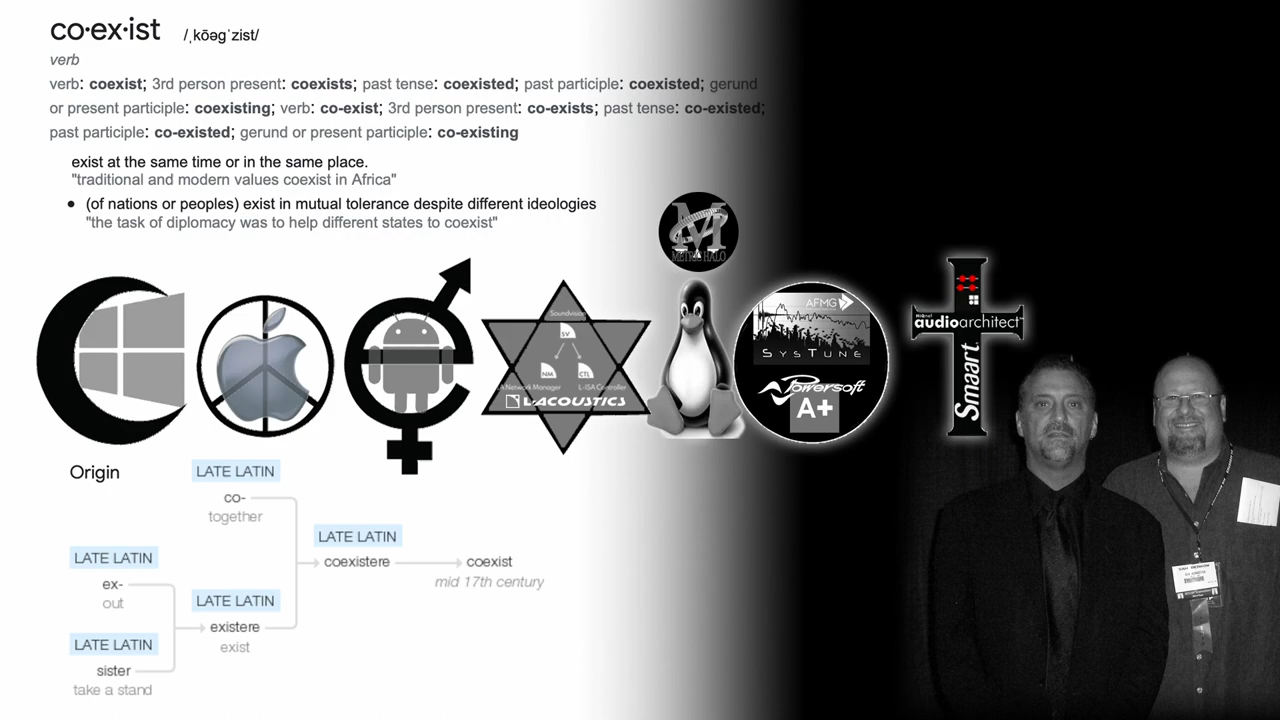 co·ex·ist /ˌkōəɡˈzist/
verb
verb: coexist; 3rd person present: coexists; past tense: coexisted; past participle: coexisted; gerund
or present participle: coexisting; verb: co-exist; 3rd person present: co-exists; past tense: co-existed;
past participle: co-existed; gerund or present participle: co-existing
exist at the same time or in the same place.
"traditional and modern values coexist in Africa"
• (of nations or peoples) exist in mutual tolerance despite different ideologies
"the task of diplomacy was to help different states to coexist"
M
METRIC HALO
Soundvision
SV
NM CTL
LA Network Manager L-ISA Controller
L-ACOUSTICS
AFMG
SYSTUNE
Powersoft
A+
HiQnet
audioarchitect
Smaart
Origin
LATE LATIN
co-
together
LATE LATIN
ex-
out
LATE LATIN
sister
take a stand
LATE LATIN
existere
exist
LATE LATIN
coexistere
coexist
mid 17th century